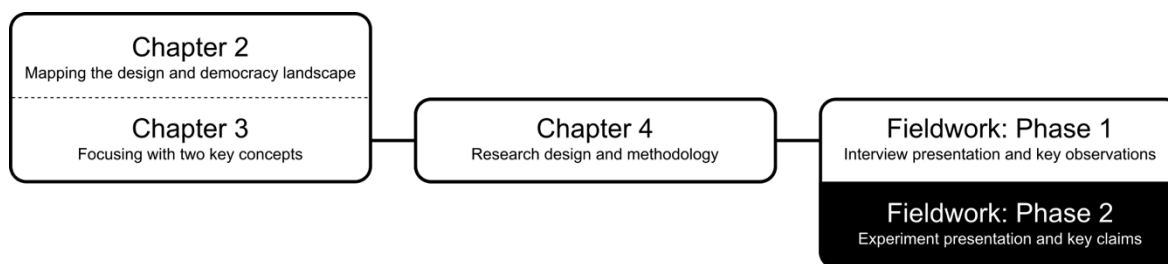 Chapter 2
Mapping the design and democracy landscape
Chapter 3
Focusing with two key concepts
Chapter 4
Research design and methodology
Fieldwork: Phase 1
Interview presentation and key observations
Fieldwork: Phase 2
Experiment presentation and key claims